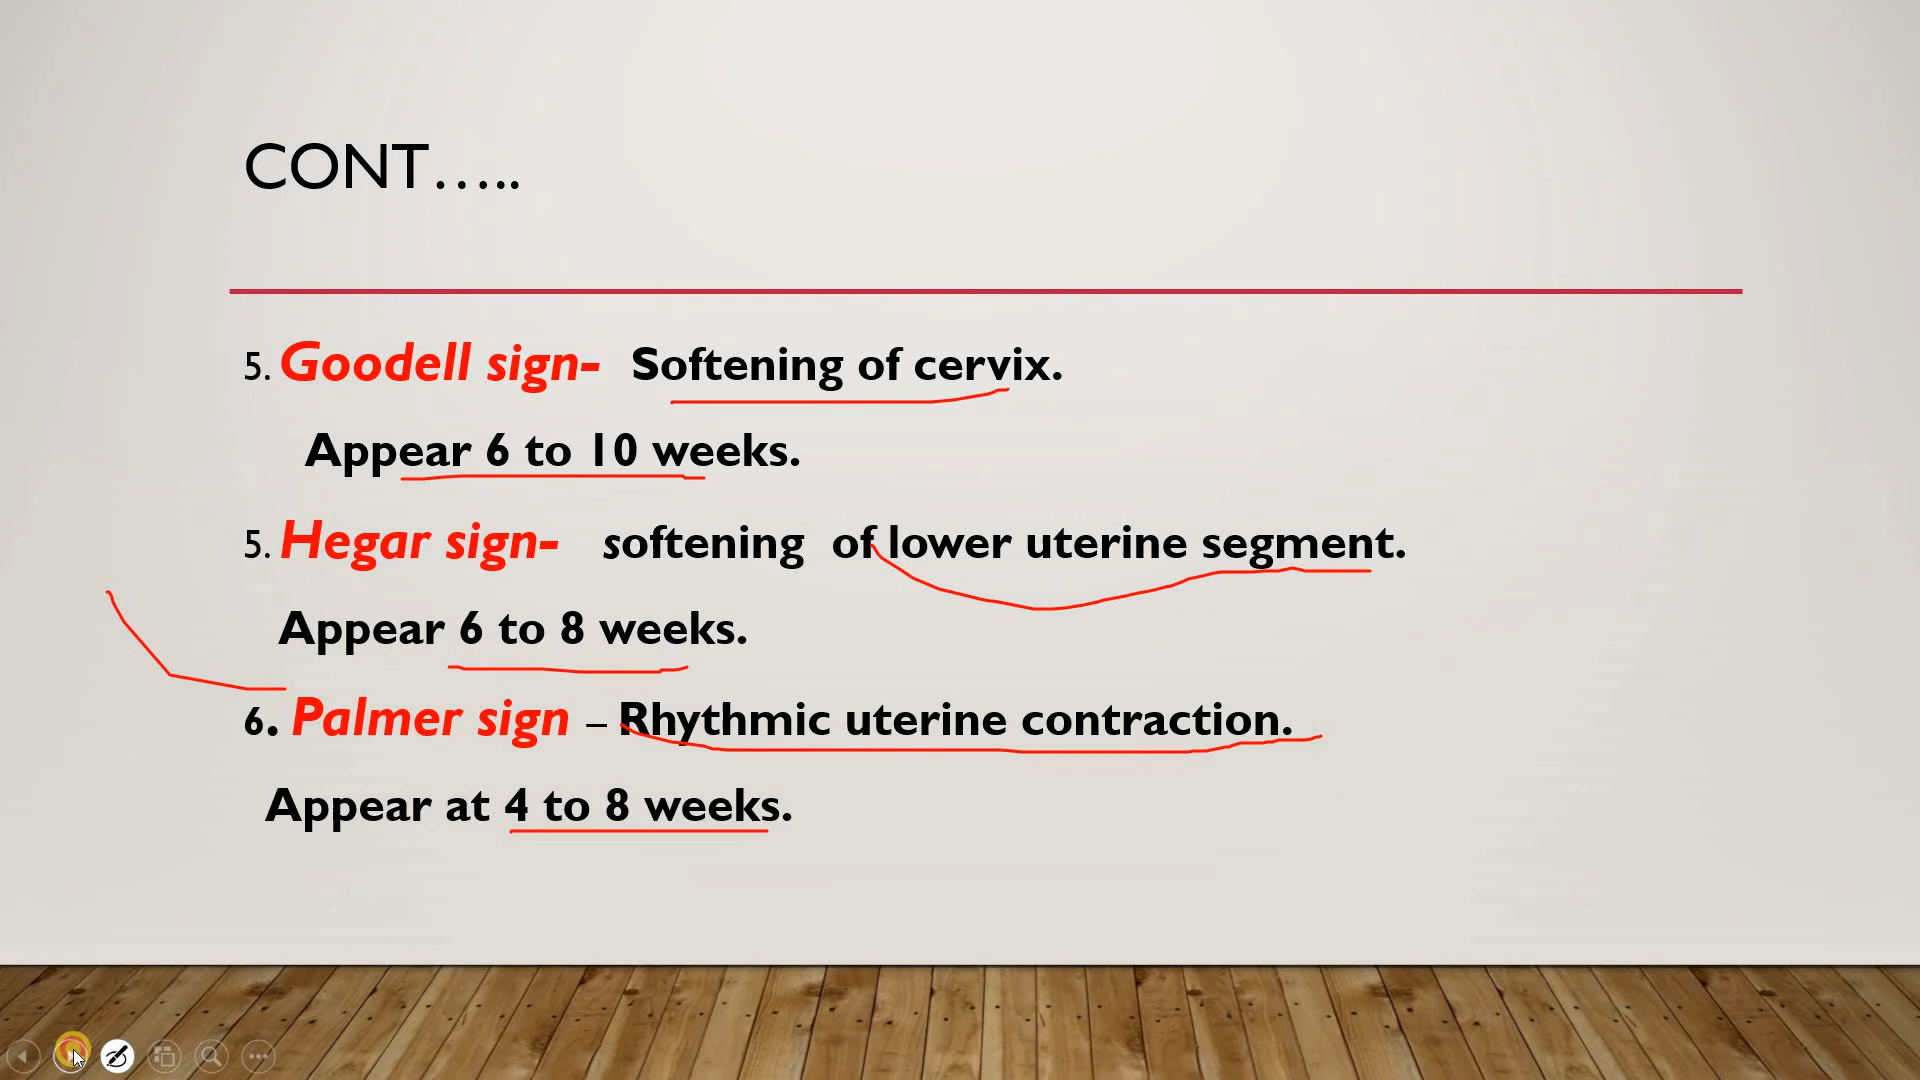 CONT.....
5. Goodell sign- Softening of cervix.
Appear 6 to 10 weeks.
5. Hegar sign- softening of lower uterine segment.
Appear 6 to 8 weeks.
6. Palmer sign – Rhythmic uterine contraction.
Appear at 4 to 8 weeks.